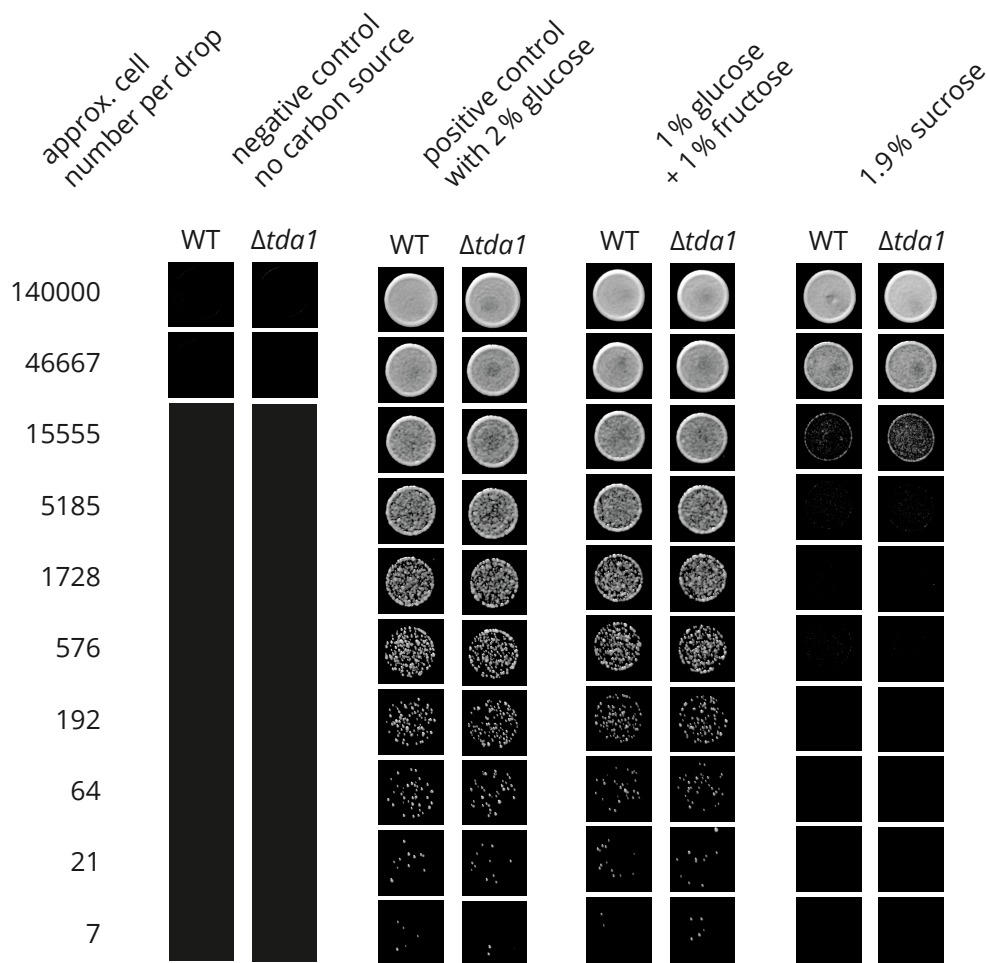 approx. cell
number per drop
negative control
no carbon source
positive control
with 2 % glucose
1 % glucose
+ 1 % fructose
1.9 % sucrose
WT Δtda1 WT Δtda1 WT Δtda1 WT Δtda1
140000
46667
15555
5185
1728
576
192
64
21
7